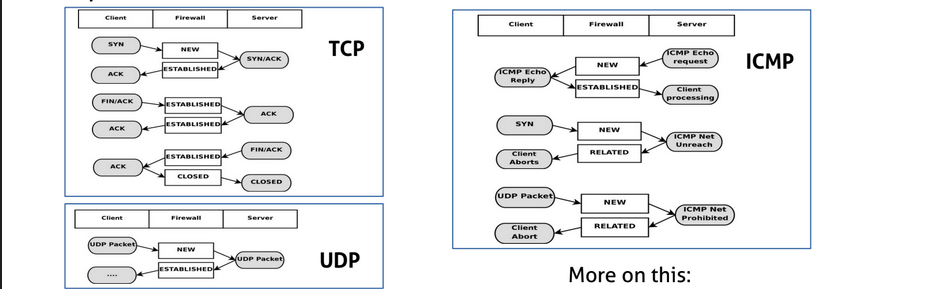 Client Firewall Server
TCP
SYN
NEW
SYN/ACK
ESTABLISHED
ACK
FIN/ACK
ESTABLISHED
ACK
ESTABLISHED
ACK
FIN/ACK
ESTABLISHED
ACK
CLOSED
CLOSED
Client Firewall Server
UDP
UDP Packet
NEW
UDP Packet
ESTABLISHED
....
Client Firewall Server
ICMP
ICMP Echo
request
NEW
ICMP Echo
Reply
ESTABLISHED
Client
processing
SYN
NEW
ICMP Net
Unreach
RELATED
Client
Aborts
UDP Packet
NEW
ICMP Net
Prohibited
RELATED
Client
Abort
More on this: